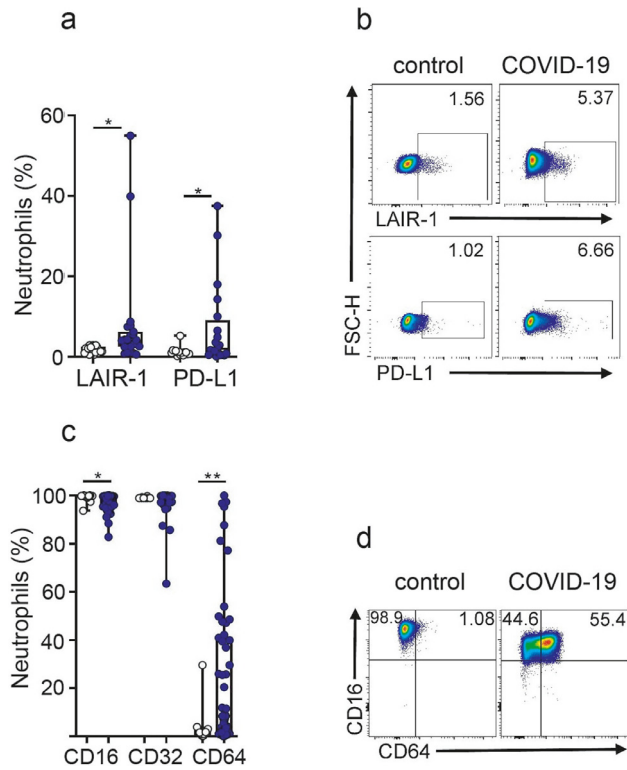 a
60
40
20
0
Neutrophils (%)
*
*
LAIR-1 PD-L1
b
control COVID-19
1.56 5.37
LAIR-1
1.02 6.66
FSC-H
PD-L1
c
100
80
60
40
20
Neutrophils (%)
*
**
CD16 CD32 CD64
d
control COVID-19
98.9 1.08 44.6 55.4
CD16
CD64